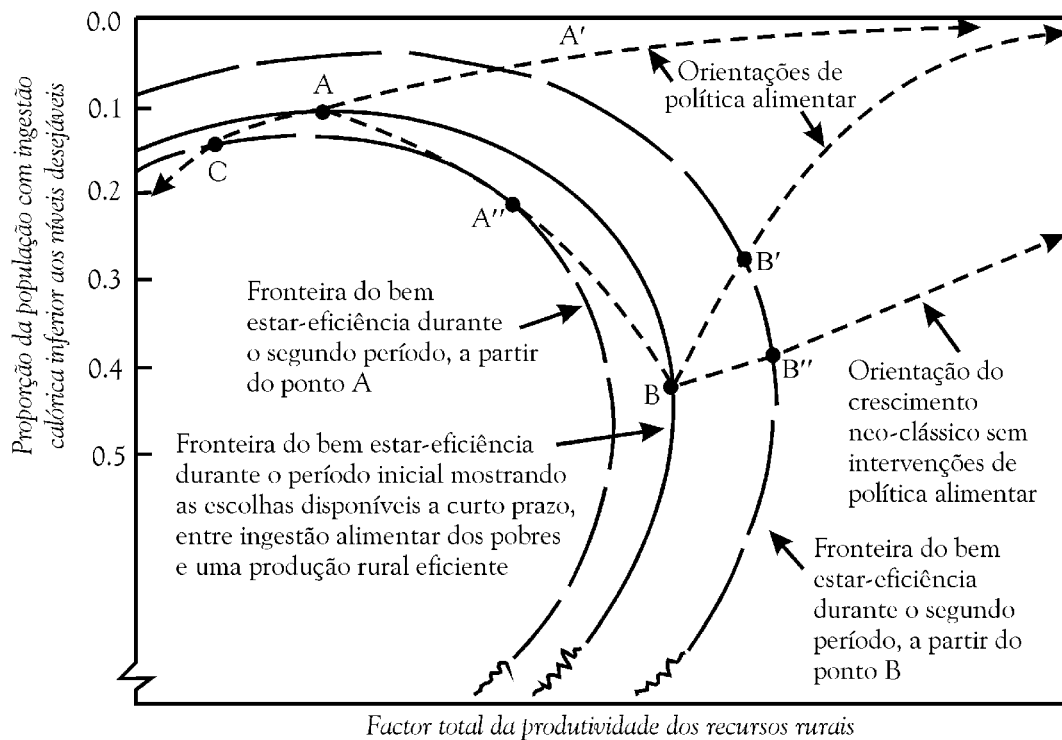 0.0
0.1
0.2
0.3
0.4
0.5
Proporção da população com ingestão
calórica inferior aos níveis desejáveis
A'
A
C
A''
B
B'
B''
Orientações de
política alimentar
Fronteira do bem
estar-eficiência durante
o segundo período, a partir
do ponto A
Fronteira do bem estar-eficiência
durante o período inicial mostrando
as escolhas disponíveis a curto prazo,
entre ingestão alimentar dos pobres
e uma produção rural eficiente
Orientação do
crescimento
neo-clássico sem
intervenções de
política alimentar
Fronteira do bem
estar-eficiência
durante o segundo
período, a partir do
ponto B
Factor total da produtividade dos recursos rurais